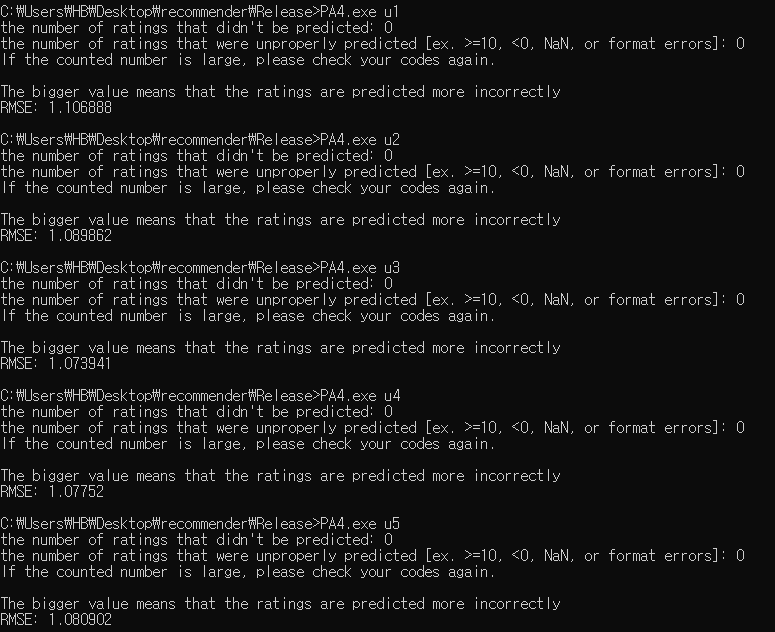 C:₩Users₩HB₩Desktop₩recommender₩Release>PA4.exe u1
the number of ratings that didn't be predicted: 0
the number of ratings that were unproperly predicted [ex. >=10, <0, NaN, or format errors]: 0
If the counted number is large, please check your codes again.

The bigger value means that the ratings are predicted more incorrectly
RMSE: 1.106888

C:₩Users₩HB₩Desktop₩recommender₩Release>PA4.exe u2
the number of ratings that didn't be predicted: 0
the number of ratings that were unproperly predicted [ex. >=10, <0, NaN, or format errors]: 0
If the counted number is large, please check your codes again.

The bigger value means that the ratings are predicted more incorrectly
RMSE: 1.089862

C:₩Users₩HB₩Desktop₩recommender₩Release>PA4.exe u3
the number of ratings that didn't be predicted: 0
the number of ratings that were unproperly predicted [ex. >=10, <0, NaN, or format errors]: 0
If the counted number is large, please check your codes again.

The bigger value means that the ratings are predicted more incorrectly
RMSE: 1.073941

C:₩Users₩HB₩Desktop₩recommender₩Release>PA4.exe u4
the number of ratings that didn't be predicted: 0
the number of ratings that were unproperly predicted [ex. >=10, <0, NaN, or format errors]: 0
If the counted number is large, please check your codes again.

The bigger value means that the ratings are predicted more incorrectly
RMSE: 1.07752

C:₩Users₩HB₩Desktop₩recommender₩Release>PA4.exe u5
the number of ratings that didn't be predicted: 0
the number of ratings that were unproperly predicted [ex. >=10, <0, NaN, or format errors]: 0
If the counted number is large, please check your codes again.

The bigger value means that the ratings are predicted more incorrectly
RMSE: 1.080902